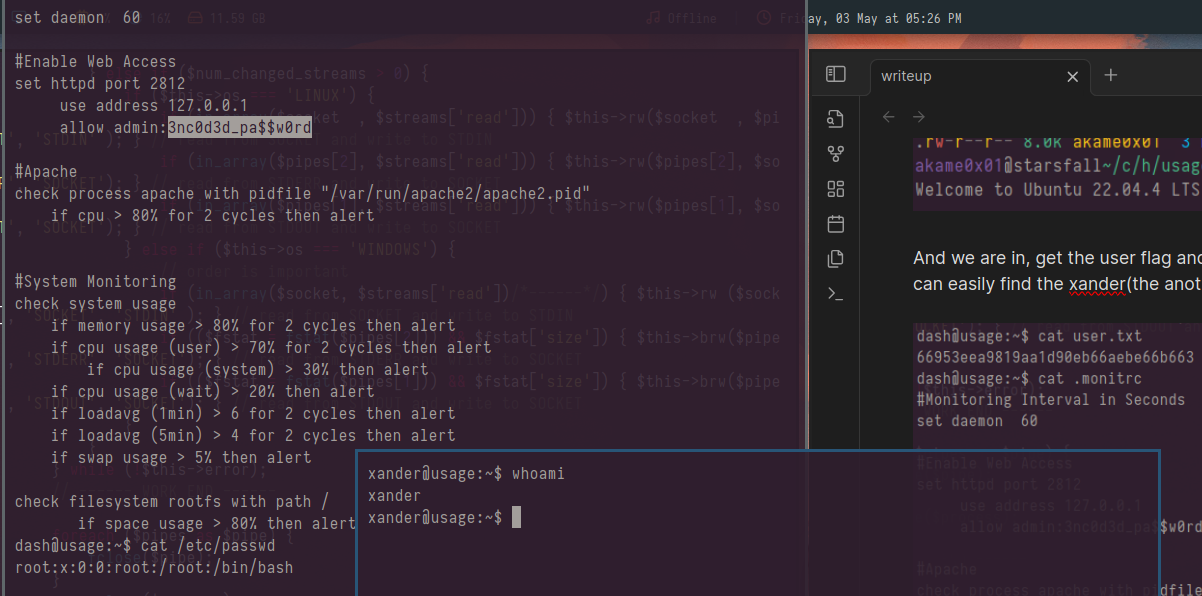 set daemon  60
16%
11.59 GB
Offline
Friday, 03 May at 05:26 PM
#Enable Web Access
set httpd port 2812
use address 127.0.0.1
allow admin:3nc0d3d_pa$$w0rd
#Apache
check process apache with pidfile "/var/run/apache2/apache2.pid"
if cpu > 80% for 2 cycles then alert
#System Monitoring
check system usage
if memory usage > 80% for 2 cycles then alert
if cpu usage (user) > 70% for 2 cycles then alert
if cpu usage (system) > 30% then alert
if cpu usage (wait) > 20% then alert
if loadavg (1min) > 6 for 2 cycles then alert
if loadavg (5min) > 4 for 2 cycles then alert
if swap usage > 5% then alert
check filesystem rootfs with path /
if space usage > 80% then alert
dash@usage:~$ cat /etc/passwd
root:x:0:0:root:/root:/bin/bash
xander@usage:~$ whoami
xander
xander@usage:~$
writeup
.rw-r--r-- 8.0k akame0x01 3
akame0x01@starsfall~/c/h/usag
Welcome to Ubuntu 22.04.4 LTS
And we are in, get the user flag and
can easily find the xander(the anot
dash@usage:~$ cat user.txt
66953eea9819aa1d90eb66aebe66b663
dash@usage:~$ cat .monitrc
#Monitoring Interval in Seconds
set daemon  60
#Enable Web Access
set httpd port 2812
use address 127.0.0.1
allow admin:3nc0d3d_pa$$w0rd
#Apache
check process apache with pidfile